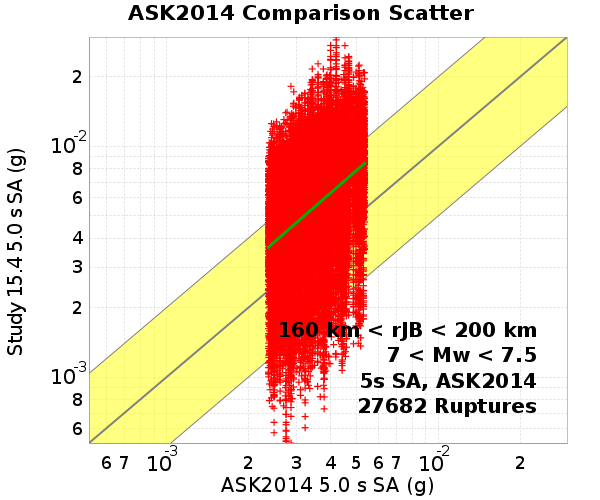 ASK2014 Comparison Scatter
Study 15.4 5.0 s SA (g)
2
10-2
8
6
4
3
2
10-3
8
6
160 km < rJB < 200 km
7 < Mw < 7.5
5s SA, ASK2014
27682 Ruptures
6 7 10-3 2 3 4 5 6 7 10-2 2
ASK2014 5.0 s SA (g)